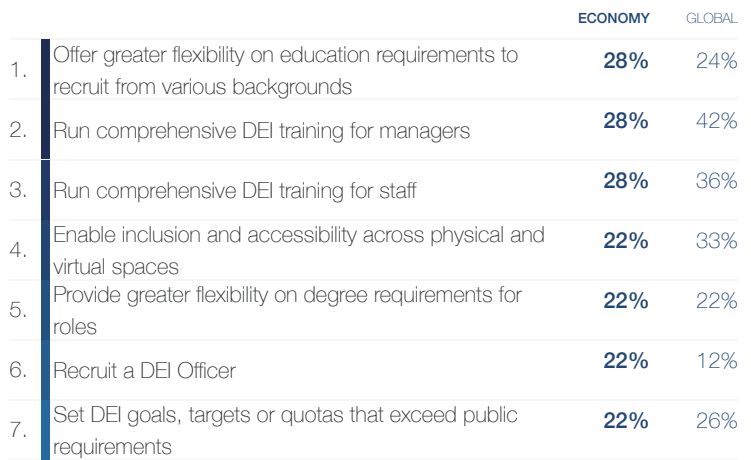 ECONOMY GLOBAL
1. Offer greater flexibility on education requirements to
recruit from various backgrounds 28% 24%
2. Run comprehensive DEI training for managers 28% 42%
3. Run comprehensive DEI training for staff 28% 36%
4. Enable inclusion and accessibility across physical and
virtual spaces 22% 33%
5. Provide greater flexibility on degree requirements for
roles 22% 22%
6. Recruit a DEI Officer 22% 12%
7. Set DEI goals, targets or quotas that exceed public
requirements 22% 26%